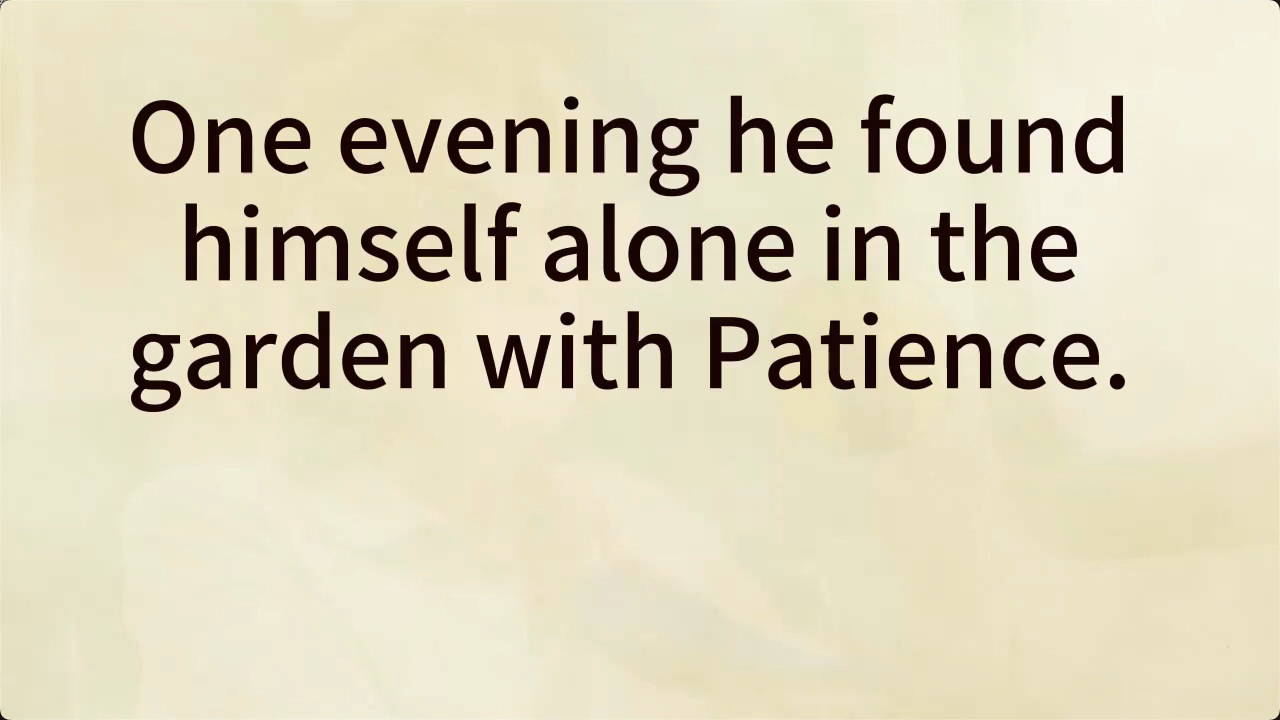 One evening he found
himself alone in the
garden with Patience.